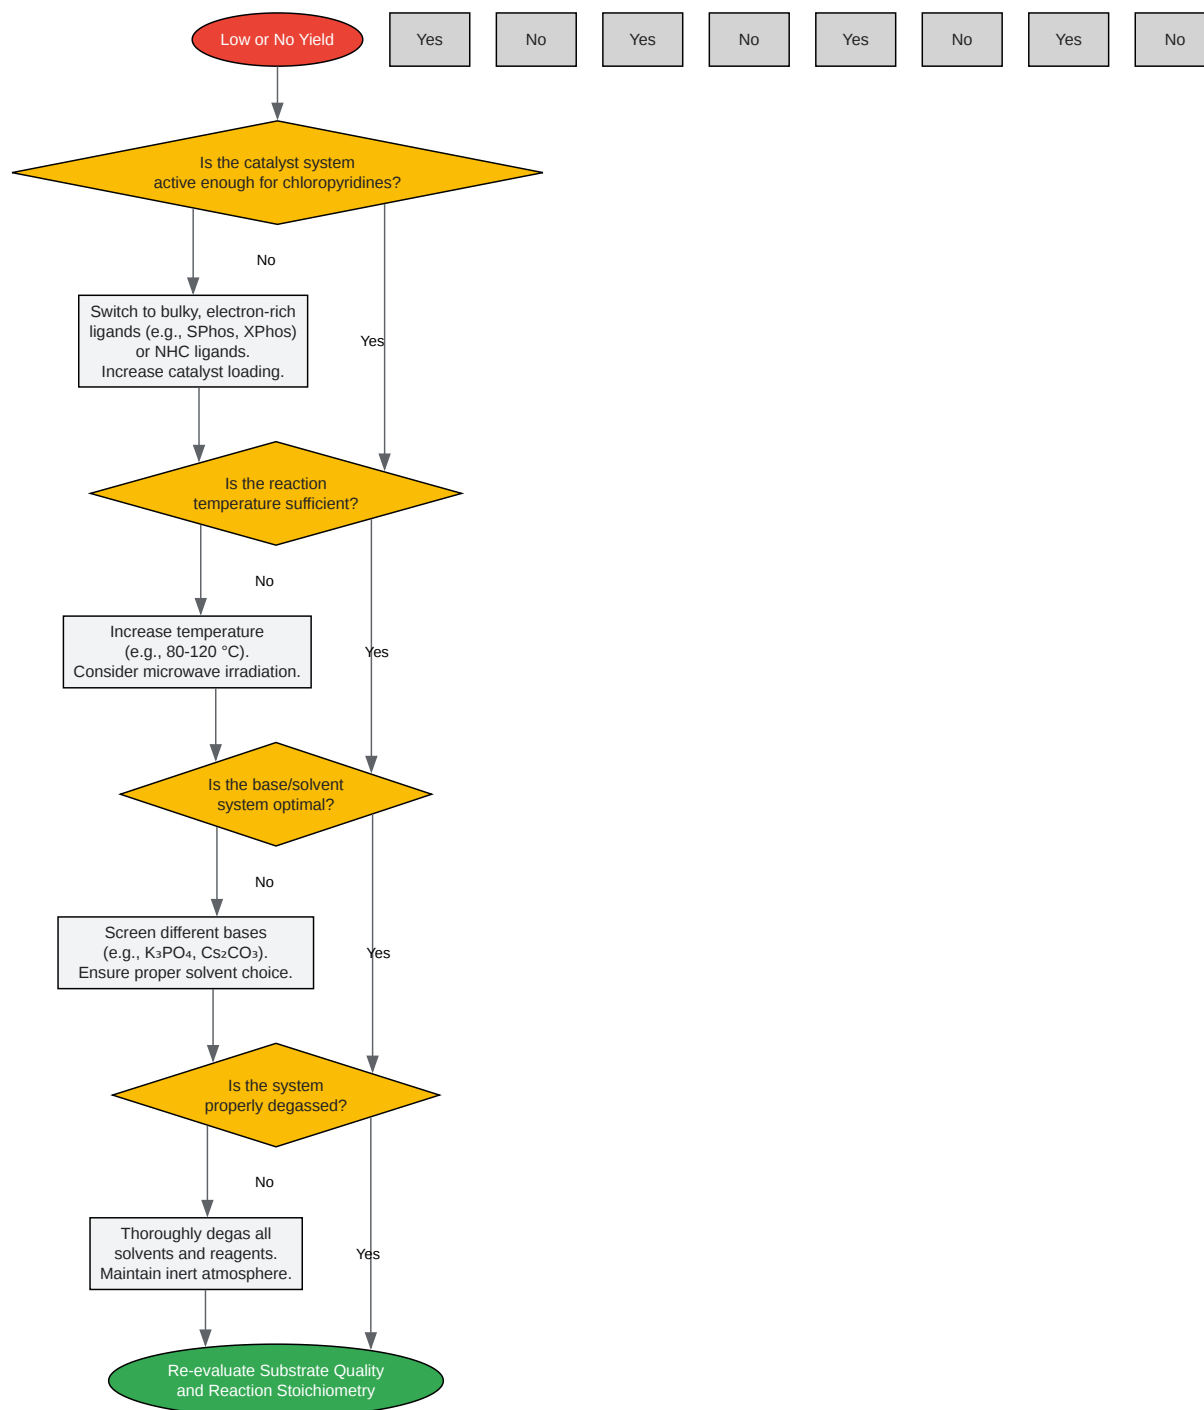 Low or No Yield
Yes
No
Yes
No
Yes
No
Yes
No
Is the catalyst system
active enough for chloropyridines?
No
Switch to bulky, electron-rich
ligands (e.g., SPhos, XPhos)
or NHC ligands.
Increase catalyst loading.
Yes
Is the reaction
temperature sufficient?
No
Increase temperature
(e.g., 80-120 °C).
Consider microwave irradiation.
Yes
Is the base/solvent
system optimal?
No
Screen different bases
(e.g., K₃PO₄, Cs₂CO₃).
Ensure proper solvent choice.
Yes
Is the system
properly degassed?
No
Thoroughly degas all
solvents and reagents.
Maintain inert atmosphere.
Yes
Re-evaluate Substrate Quality
and Reaction Stoichiometry